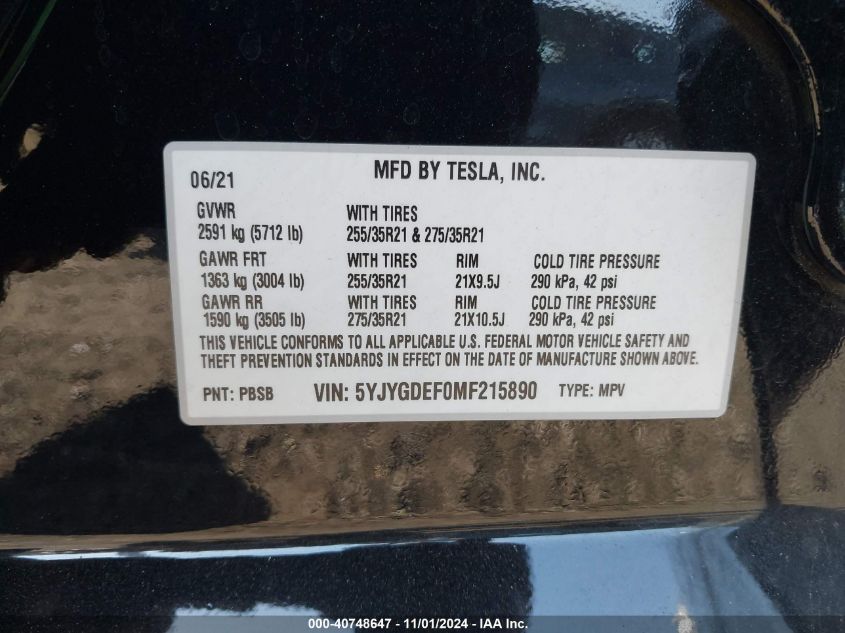 06/21 MFD BY TESLA, INC.
GVWR WITH TIRES
2591 kg (5712 lb) 255/35R21 & 275/35R21
GAWR FRT WITH TIRES RIM COLD TIRE PRESSURE
1363 kg (3004 lb) 255/35R21 21X9.5J 290 kPa, 42 psi
GAWR RR WITH TIRES RIM COLD TIRE PRESSURE
1590 kg (3505 lb) 275/35R21 21X10.5J 290 kPa, 42 psi
THIS VEHICLE CONFORMS TO ALL APPLICABLE U.S. FEDERAL MOTOR VEHICLE SAFETY AND
THEFT PREVENTION STANDARDS IN EFFECT ON THE DATE OF MANUFACTURE SHOWN ABOVE.
PNT: PBSB VIN: 5YJYGDEF0MF215890 TYPE: MPV
000-40748647 - 11/01/2024 - IAA Inc.